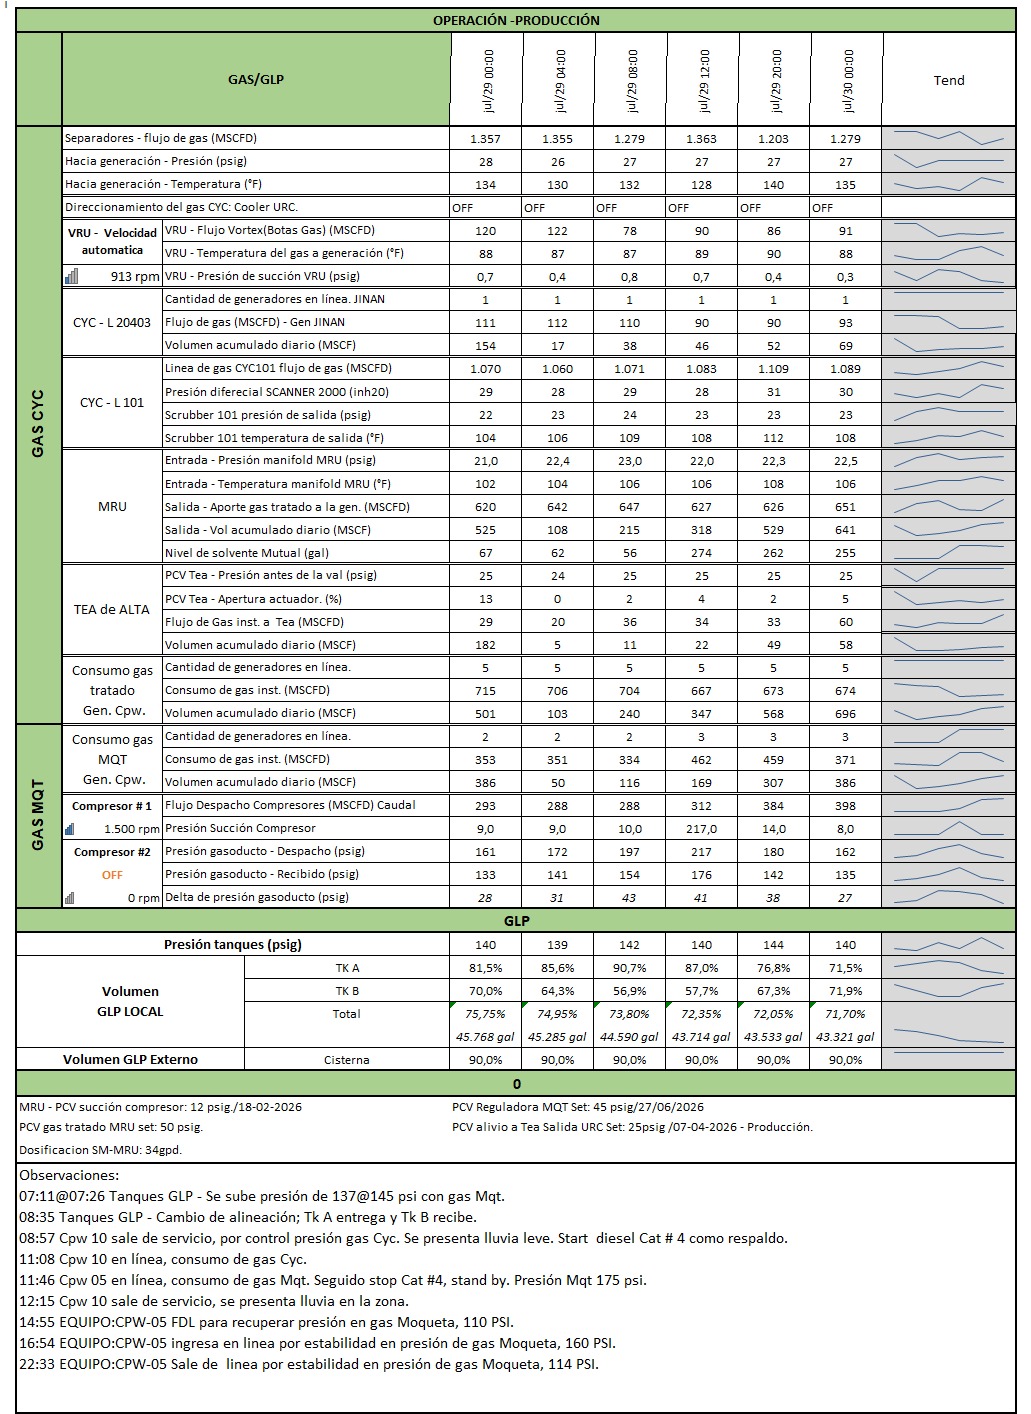 OPERACIÓN -PRODUCCIÓN
GAS/GLP jul/29 00:00 jul/29 04:00 jul/29 08:00 jul/29 12:00 jul/29 20:00 jul/30 00:00 Tend
GAS CYC
Separadores - flujo de gas (MSCFD) 1.357 1.355 1.279 1.363 1.203 1.279
Hacia generación - Presión (psig) 28 26 27 27 27 27
Hacia generación - Temperatura (°F) 134 130 132 128 140 135
Direccionamiento del gas CYC: Cooler URC. OFF OFF OFF OFF OFF OFF
VRU - Velocidad automatica
913 rpm
VRU - Flujo Vortex(Botas Gas) (MSCFD) 120 122 78 90 86 91
VRU - Temperatura del gas a generación (°F) 88 87 87 89 90 88
VRU - Presión de succión VRU (psig) 0,7 0,4 0,8 0,7 0,4 0,3
CYC - L 20403
Cantidad de generadores en línea. JINAN 1 1 1 1 1 1
Flujo de gas (MSCFD) - Gen JINAN 111 112 110 90 90 93
Volumen acumulado diario (MSCF) 154 17 38 46 52 69
CYC - L 101
Linea de gas CYC101 flujo de gas (MSCFD) 1.070 1.060 1.071 1.083 1.109 1.089
Presión diferecial SCANNER 2000 (inh20) 29 28 29 28 31 30
Scrubber 101 presión de salida (psig) 22 23 24 23 23 23
Scrubber 101 temperatura de salida (°F) 104 106 109 108 112 108
MRU
Entrada - Presión manifold MRU (psig) 21,0 22,4 23,0 22,0 22,3 22,5
Entrada - Temperatura manifold MRU (°F) 102 104 106 106 108 106
Salida - Aporte gas tratado a la gen. (MSCFD) 620 642 647 627 626 651
Salida - Vol acumulado diario (MSCF) 525 108 215 318 529 641
Nivel de solvente Mutual (gal) 67 62 56 274 262 255
TEA de ALTA
PCV Tea - Presión antes de la val (psig) 25 24 25 25 25 25
PCV Tea - Apertura actuador. (%) 13 0 2 4 2 5
Flujo de Gas inst. a  Tea (MSCFD) 29 20 36 34 33 60
Volumen acumulado diario (MSCF) 182 5 11 22 49 58
Consumo gas tratado Gen. Cpw.
Cantidad de generadores en línea. 5 5 5 5 5 5
Consumo de gas inst. (MSCFD) 715 706 704 667 673 674
Volumen acumulado diario (MSCF) 501 103 240 347 568 696
GAS MQT
Consumo gas MQT Gen. Cpw.
Cantidad de generadores en línea. 2 2 2 3 3 3
Consumo de gas inst. (MSCFD) 353 351 334 462 459 371
Volumen acumulado diario (MSCF) 386 50 116 169 307 386
Compresor # 1
1.500 rpm
Flujo Despacho Compresores (MSCFD) Caudal 293 288 288 312 384 398
Presión Succión Compresor 9,0 9,0 10,0 217,0 14,0 8,0
Compresor #2
OFF
0 rpm
Presión gasoducto - Despacho (psig) 161 172 197 217 180 162
Presión gasoducto - Recibido (psig) 133 141 154 176 142 135
Delta de presión gasoducto (psig) 28 31 43 41 38 27
GLP
Presión tanques (psig) 140 139 142 140 144 140
Volumen
GLP LOCAL
TK A 81,5% 85,6% 90,7% 87,0% 76,8% 71,5%
TK B 70,0% 64,3% 56,9% 57,7% 67,3% 71,9%
Total 75,75% 74,95% 73,80% 72,35% 72,05% 71,70%
45.768 gal 45.285 gal 44.590 gal 43.714 gal 43.533 gal 43.321 gal
Volumen GLP Externo Cisterna 90,0% 90,0% 90,0% 90,0% 90,0% 90,0%
0
MRU - PCV succión compresor: 12 psig./18-02-2026 PCV Reguladora MQT Set: 45 psig/27/06/2026
PCV gas tratado MRU set: 50 psig. PCV alivio a Tea Salida URC Set: 25psig /07-04-2026 - Producción.
Dosificacion SM-MRU: 34gpd.
Observaciones:
07:11@07:26 Tanques GLP - Se sube presión de 137@145 psi con gas Mqt.
08:35 Tanques GLP - Cambio de alineación; Tk A entrega y Tk B recibe.
08:57 Cpw 10 sale de servicio, por control presión gas Cyc. Se presenta lluvia leve. Start  diesel Cat # 4 como respaldo.
11:08 Cpw 10 en línea, consumo de gas Cyc.
11:46 Cpw 05 en línea, consumo de gas Mqt. Seguido stop Cat #4, stand by. Presión Mqt 175 psi.
12:15 Cpw 10 sale de servicio, se presenta lluvia en la zona.
14:55 EQUIPO:CPW-05 FDL para recuperar presión en gas Moqueta, 110 PSI.
16:54 EQUIPO:CPW-05 ingresa en linea por estabilidad en presión de gas Moqueta, 160 PSI.
22:33 EQUIPO:CPW-05 Sale de  linea por estabilidad en presión de gas Moqueta, 114 PSI.